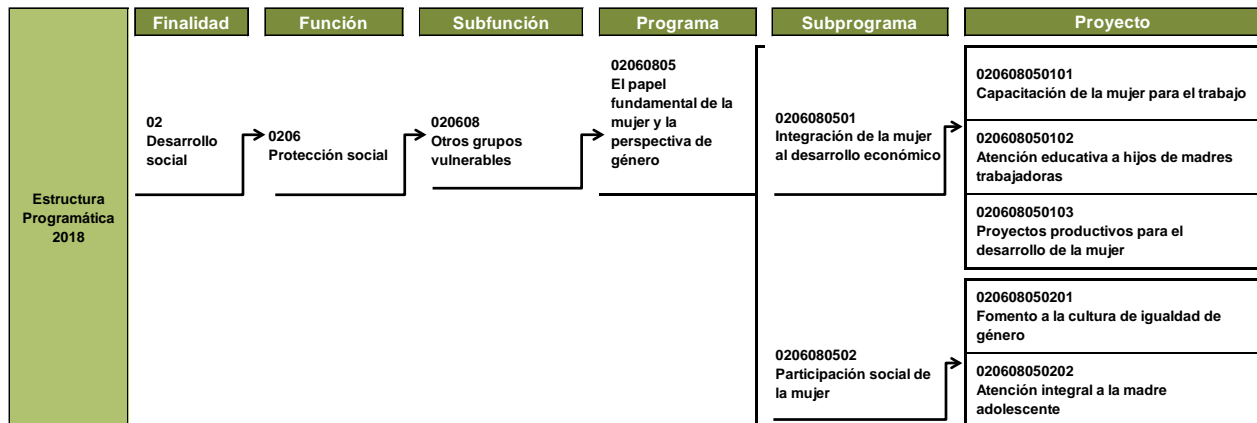 Finalidad
Función
Subfunción
Programa
Subprograma
Proyecto
Estructura
Programática
2018
02
Desarrollo
social
0206
Protección social
020608
Otros grupos
vulnerables
02060805
El papel
fundamental de la
mujer y la
perspectiva de
género
0206080501
Integración de la mujer
al desarrollo económico
020608050101
Capacitación de la mujer para el trabajo
020608050102
Atención educativa a hijos de madres
trabajadoras
020608050103
Proyectos productivos para el
desarrollo de la mujer
0206080502
Participación social de
la mujer
020608050201
Fomento a la cultura de igualdad de
género
020608050202
Atención integral a la madre
adolescente